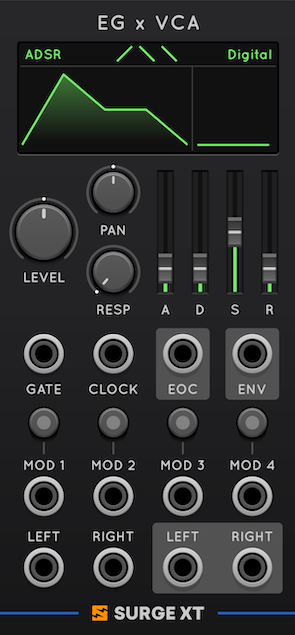 EG x VCA
ADSR Digital
PAN
LEVEL
RESP A D S R
GATE CLOCK EOC ENV
MOD 1 MOD 2 MOD 3 MOD 4
LEFT RIGHT LEFT RIGHT
SURGE XT